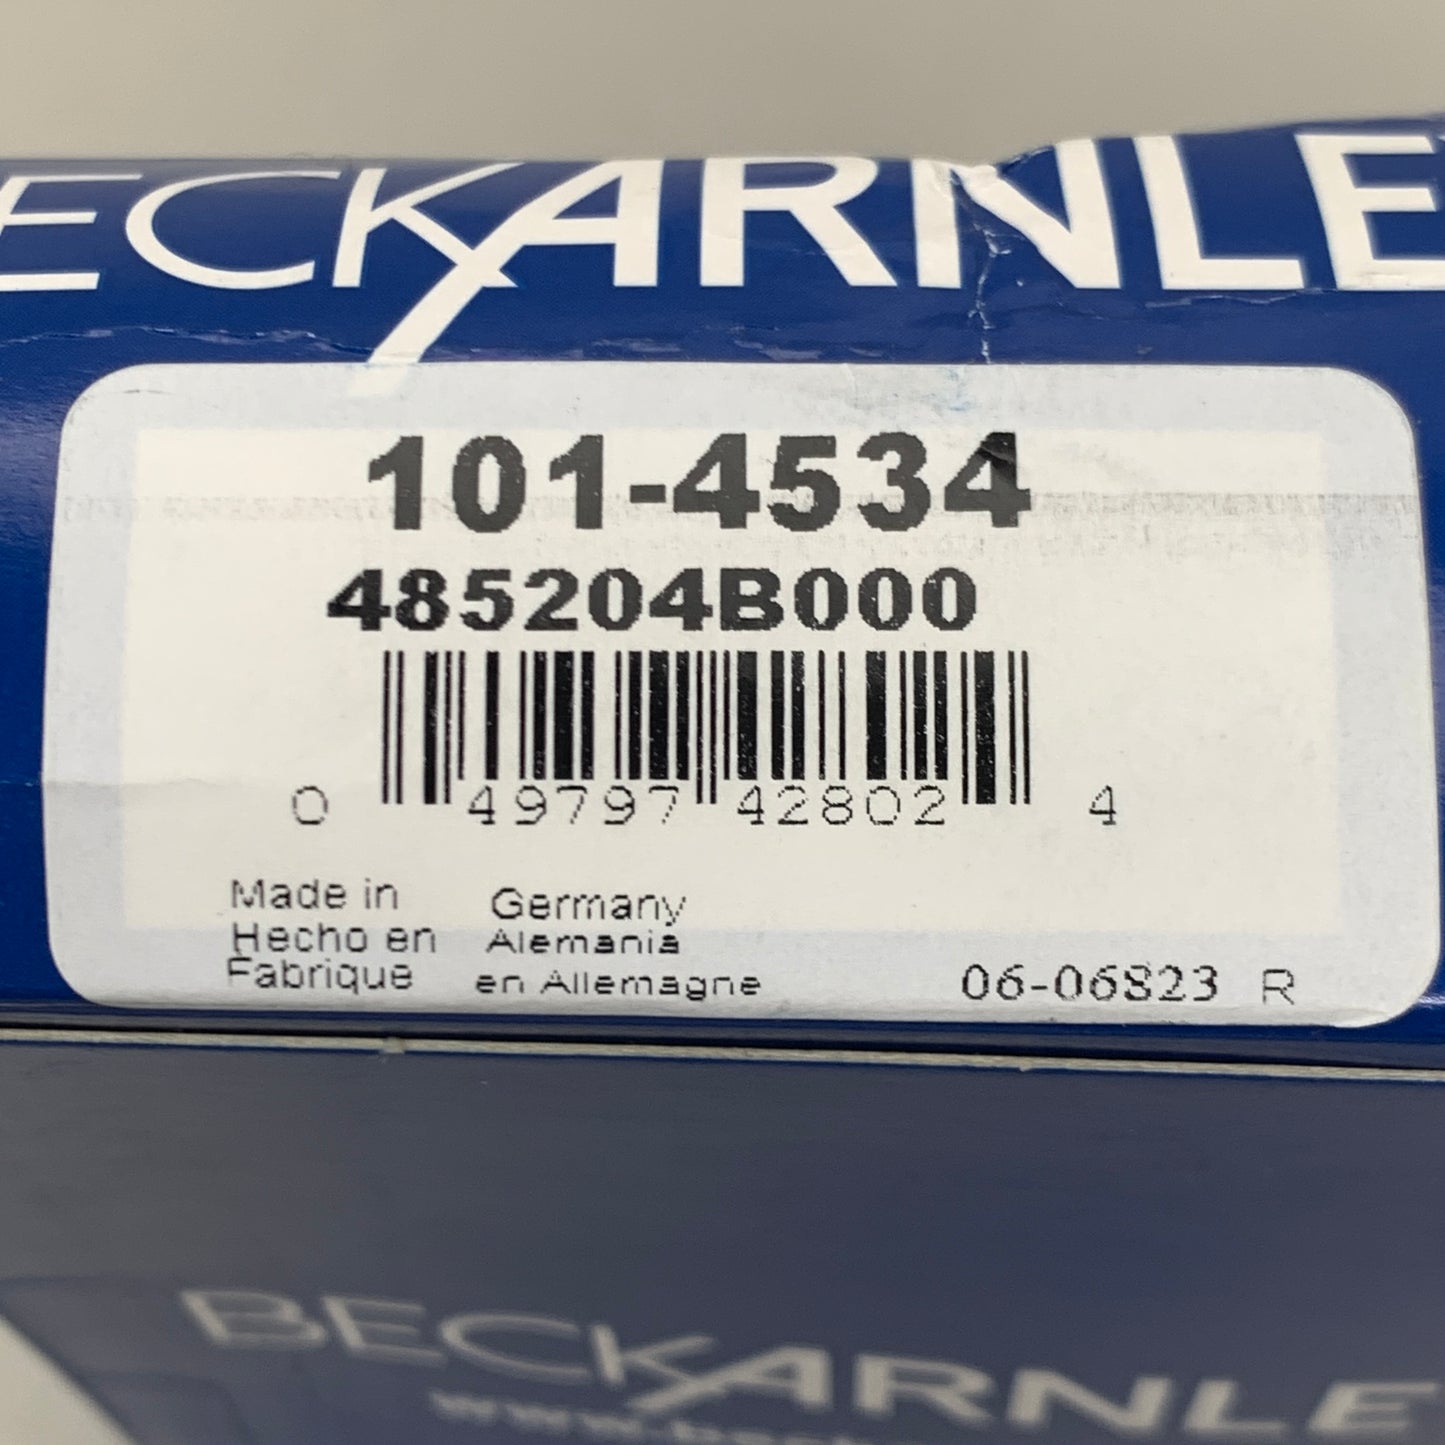 BECKARNLE
101-4534
485204B000
0 49797 42802 4
Made in Germany
Hecho en Alemania
Fabrique en Allemagne
06-06823 R
BECKARNLE